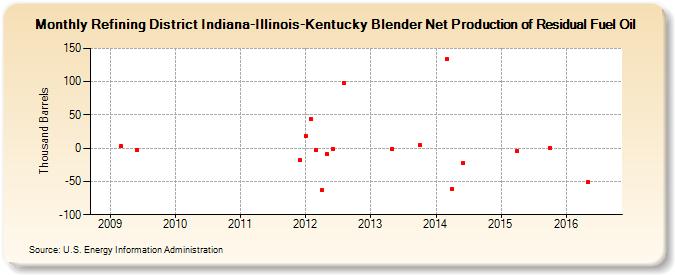 Monthly Refining District Indiana-Illinois-Kentucky Blender Net Production of Residual Fuel Oil
Thousand Barrels
150
100
50
0
-50
-100
2009 2010 2011 2012 2013 2014 2015 2016
Source: U.S. Energy Information Administration